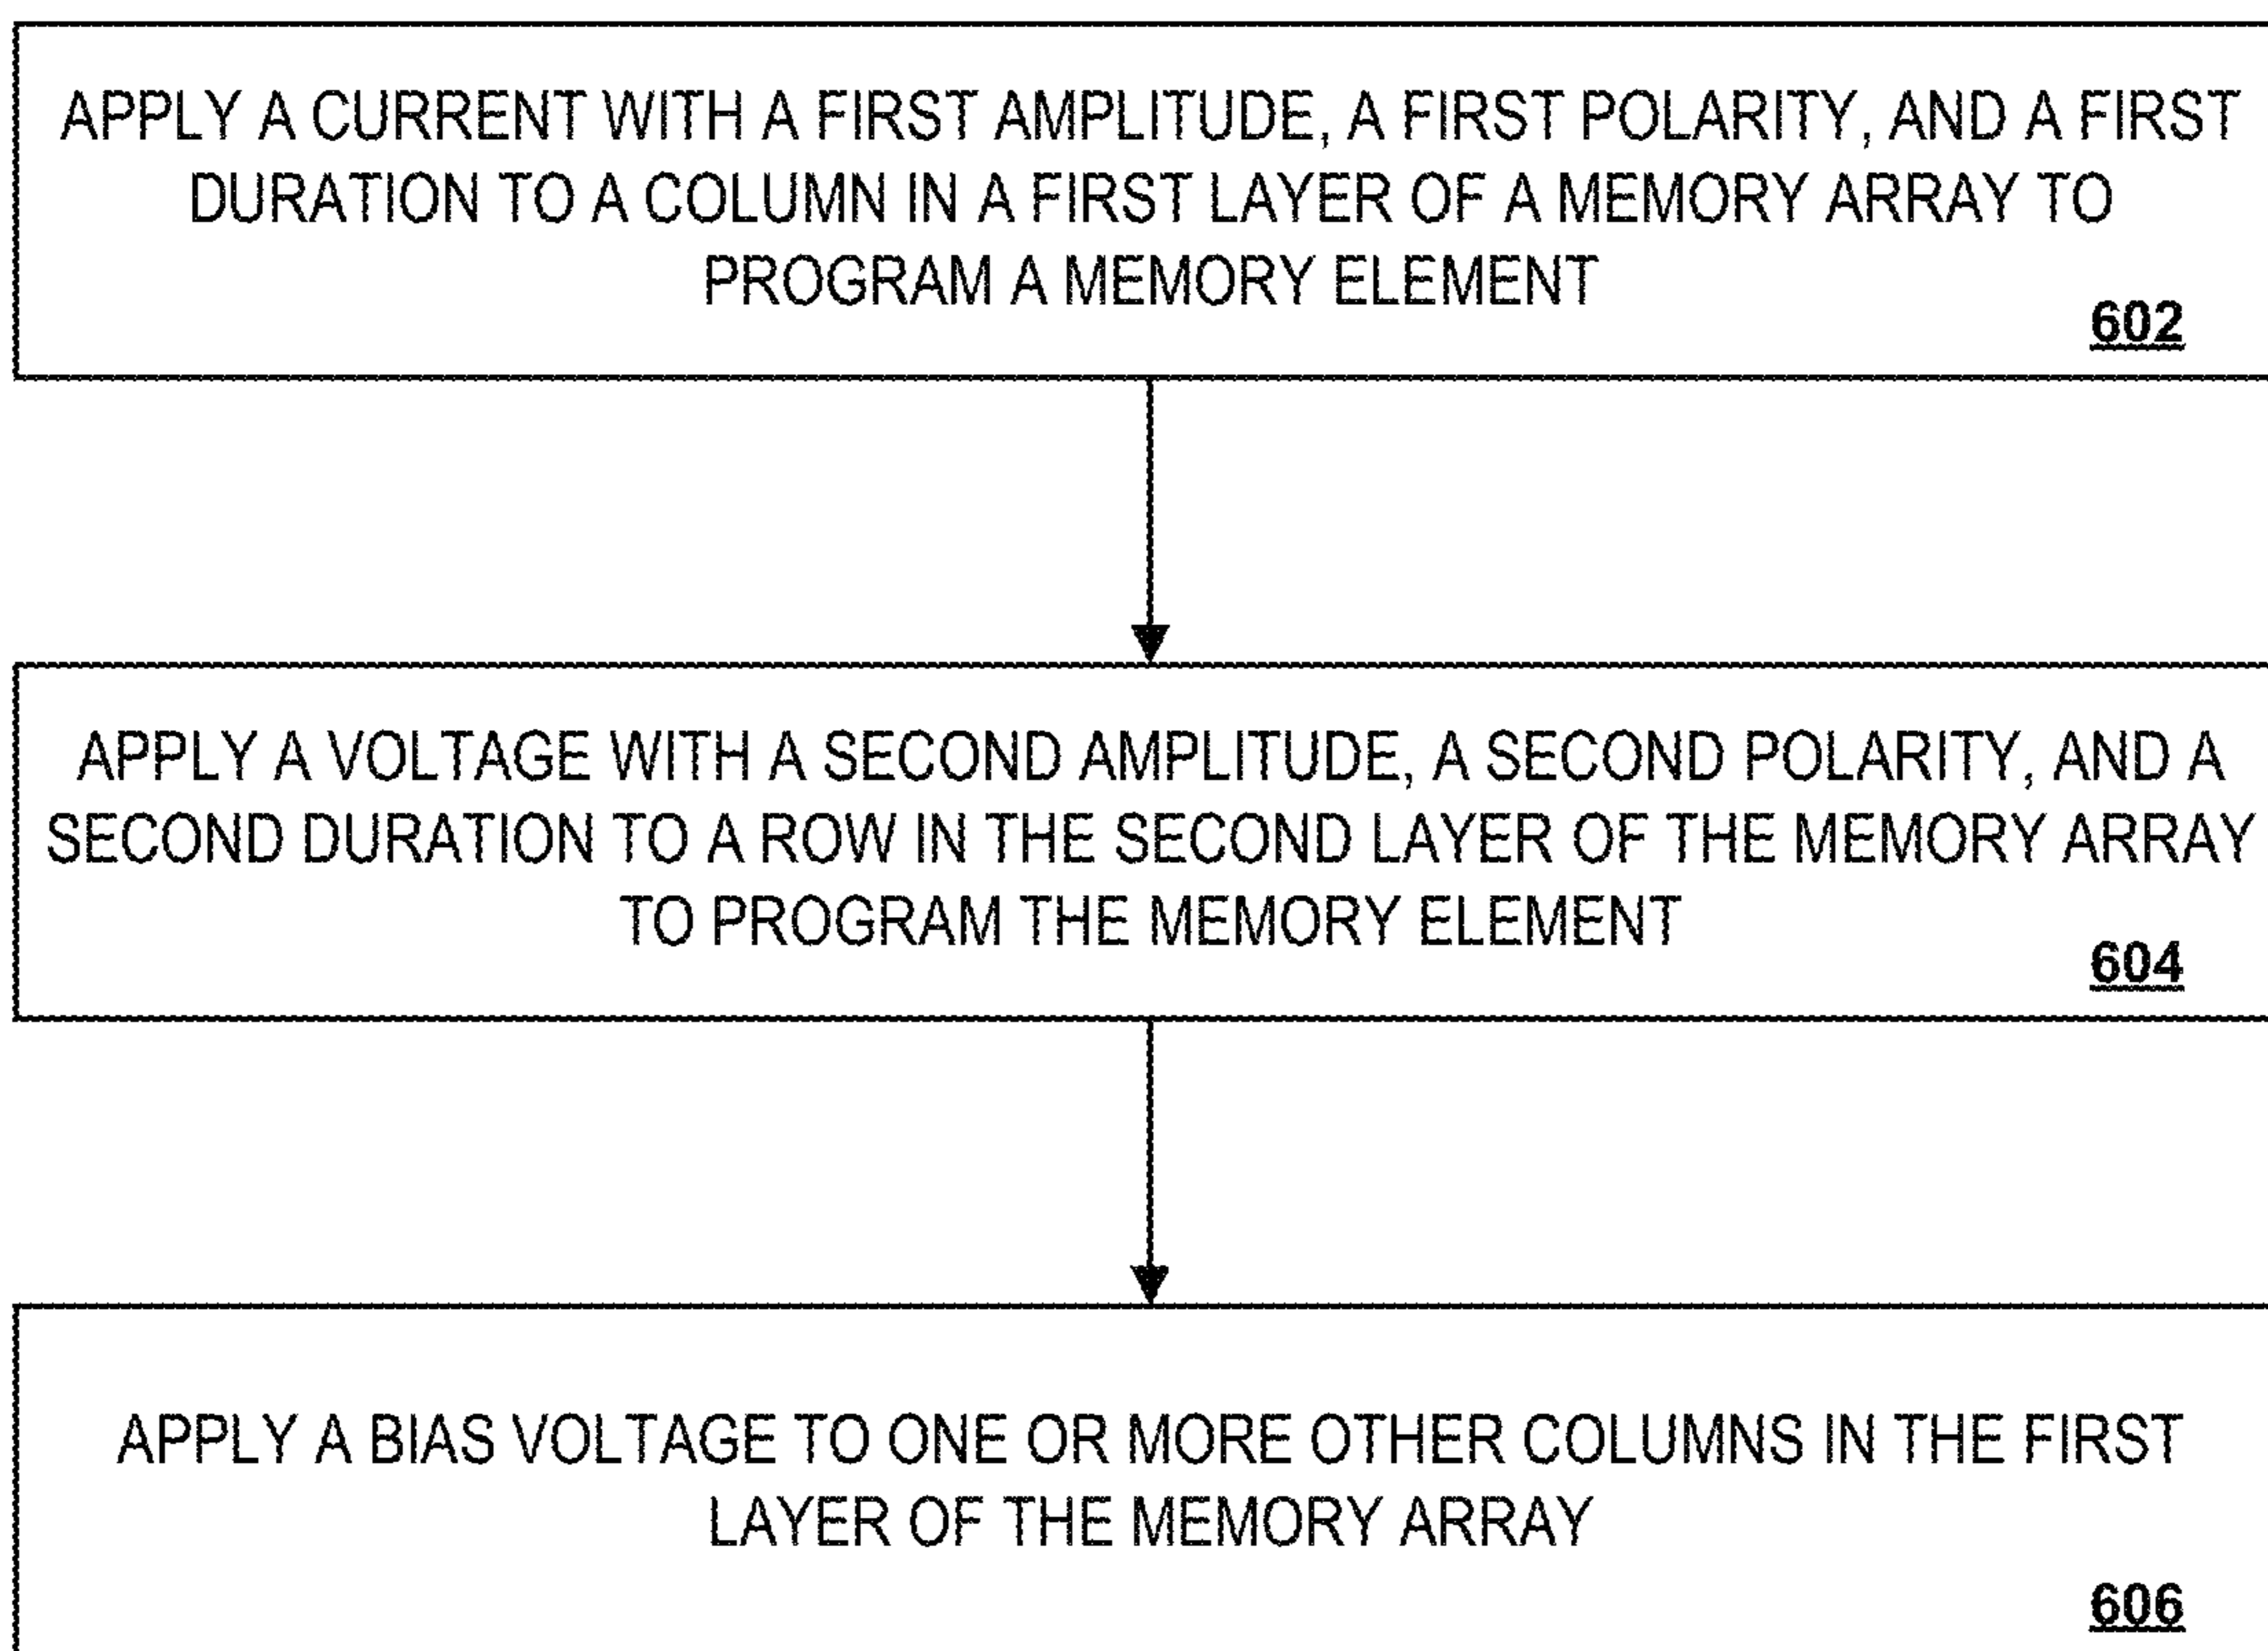 APPLY A CURRENT WITH A FIRST AMPLITUDE, A FIRST POLARITY, AND A FIRST
DURATION TO A COLUMN IN A FIRST LAYER OF A MEMORY ARRAY TO
PROGRAM A MEMORY ELEMENT
602
APPLY A VOLTAGE WITH A SECOND AMPLITUDE, A SECOND POLARITY, AND A
SECOND DURATION TO A ROW IN THE SECOND LAYER OF THE MEMORY ARRAY
TO PROGRAM THE MEMORY ELEMENT
604
APPLY A BIAS VOLTAGE TO ONE OR MORE OTHER COLUMNS IN THE FIRST
LAYER OF THE MEMORY ARRAY
606